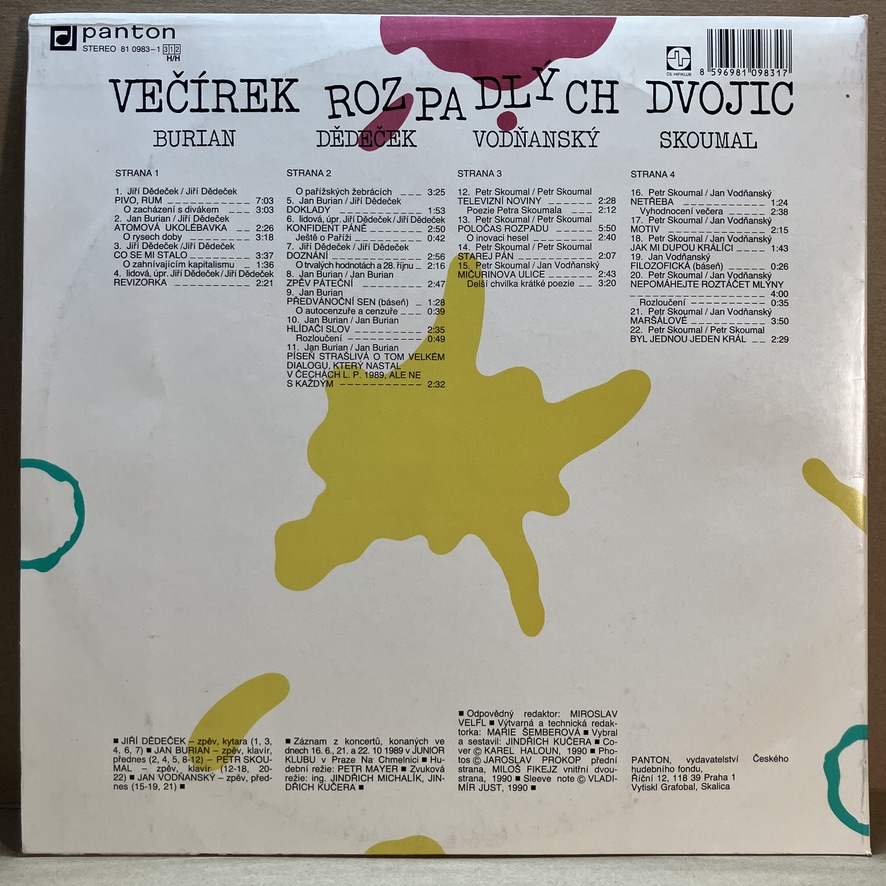 panton
STEREO 81 0983–1 312
H/H
ČS HIFIKLUB
8 596981 098317
VEČÍREK ROZPADLÝCH DVOJIC
BURIAN DĚDEČEK VODŇANSKÝ SKOUMAL
STRANA 1
1. Jiří Dědeček / Jiří Dědeček
PIVO, RUM 7:03
O zacházení s divákem 3:03
2. Jan Burian / Jiří Dědeček
ATOMOVÁ UKOLÉBAVKA 2:26
O rysech doby 3:18
3. Jiří Dědeček / Jiří Dědeček
CO SE MI STALO 3:37
O zahnívajícím kapitalismu 1:36
4. lidová, úpr. Jiří Dědeček / Jiří Dědeček
REVIZORKA 2:21
STRANA 2
O pařížských žebrácích 3:25
5. Jan Burian / Jiří Dědeček
DOKLADY 1:53
6. lidová, úpr. Jiří Dědeček / Jiří Dědeček
KONFIDENT PÁNĚ 2:50
Ještě o Paříži 0:42
7. Jiří Dědeček / Jiří Dědeček
DOZNÁNÍ 2:56
O trvalých hodnotách a 28. říjnu 2:16
8. Jan Burian / Jan Burian
ZPĚV PÁTEČNÍ 2:47
9. Jan Burian
PŘEDVÁNOČNÍ SEN (báseň) 1:28
O autocenzuře a cenzuře 0:39
10. Jan Burian / Jan Burian
HLÍDAČI SLOV 2:35
Rozloučení 0:49
11. Jan Burian / Jan Burian
PÍSEŇ STRAŠLIVÁ O TOM VELKÉM
DIALOGU, KTERÝ NASTAL
V ČECHÁCH L. P. 1989, ALE NE
S KAŽDÝM 2:32
STRANA 3
12. Petr Skoumal / Petr Skoumal
TELEVIZNÍ NOVINY 2:28
Poezie Petra Skoumala 2:12
13. Petr Skoumal / Petr Skoumal
POLOČAS ROZPADU 5:50
O inovaci hesel 2:40
14. Petr Skoumal / Petr Skoumal
STAREJ PÁN 2:07
15. Petr Skoumal / Jan Vodňanský
MIČURINOVA ULICE 2:43
Delší chvilka krátké poezie 3:20
STRANA 4
16. Petr Skoumal / Jan Vodňanský
NETŘEBA 1:24
Vyhodnocení večera 2:38
17. Petr Skoumal / Jan Vodňanský
MOTIV 2:15
18. Petr Skoumal / Jan Vodňanský
JAK MI DUPOU KRÁLÍCI 1:43
19. Jan Vodňanský
FILOZOFICKÁ (báseň) 0:26
20. Petr Skoumal / Jan Vodňanský
NEPOMÁHEJTE ROZTÁČET MLÝNY
4:00
Rozloučení 0:35
21. Petr Skoumal / Jan Vodňanský
MARŠÁLOVÉ 3:50
22. Petr Skoumal / Petr Skoumal
BYL JEDNOU JEDEN KRÁL 2:29
■ JIŘÍ DĚDEČEK – zpěv, kytara (1, 3,
4, 6, 7) ■ JAN BURIAN – zpěv, klavír,
přednes (2, 4, 5, 8-12) – PETR SKOU-
MAL – zpěv, klavír (12-18, 20-
22) ■ JAN VODŇANSKÝ – zpěv, před-
nes (15-19, 21) ■
■ Záznam z koncertů, konaných ve
dnech 16. 6., 21. a 22. 10 1989 v JUNIOR
KLUBU v Praze Na Chmelnici ■ Hu-
dební režie: PETR MAYER ■ Zvuková
režie: ing. JINDŘICH MICHALÍK, JIN-
DŘICH KUČERA ■
■ Odpovědný redaktor: MIROSLAV
VELFL ■ Výtvarná a technická redak-
torka: MARIE ŠEMBEROVÁ ■ Vybral
a sestavil: JINDŘICH KUČERA ■ Co-
ver © KAREL HALOUN, 1990 ■ Pho-
tos © JAROSLAV PROKOP přední
strana, MILOŠ FIKEJZ vnitřní dvou-
strana, 1990 ■ Sleeve note © VLADI-
MÍR JUST, 1990 ■
PANTON, vydavatelství Českého
hudebního fondu,
Říční 12, 118 39 Praha 1
Vytiskl Grafobal, Skalica